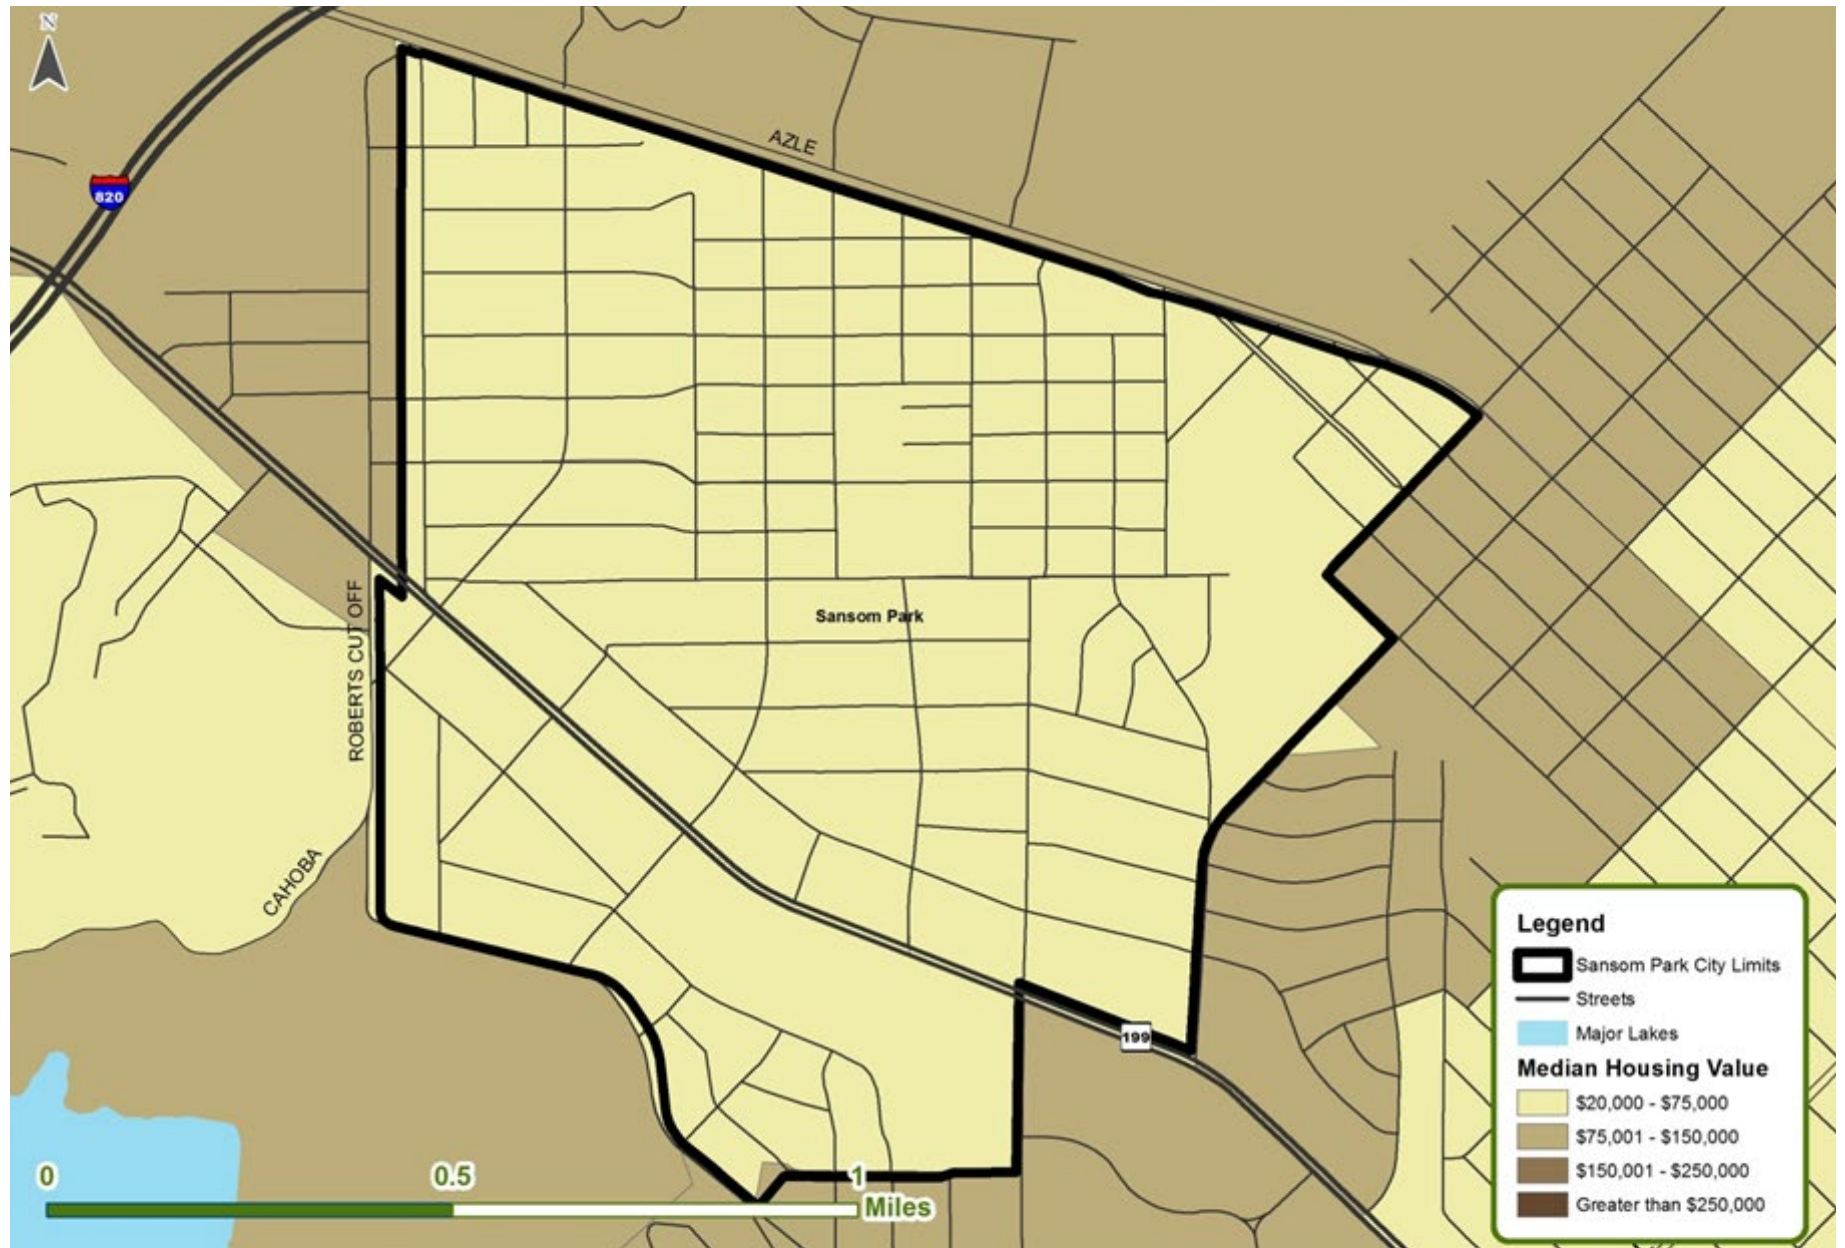 N
820
AZLE
Sansom Park
ROBERTS CUT OFF
CAHOBA
199
0
0.5
1
Miles
Legend
Sansom Park City Limits
Streets
Major Lakes
Median Housing Value
$20,000 - $75,000
$75,001 - $150,000
$150,001 - $250,000
Greater than $250,000